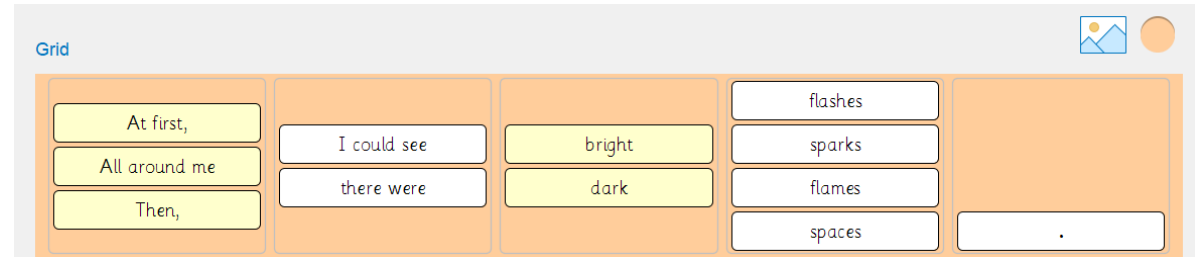 Grid
At first,
All around me
Then,
I could see
there were
bright
dark
flashes
sparks
flames
spaces
.